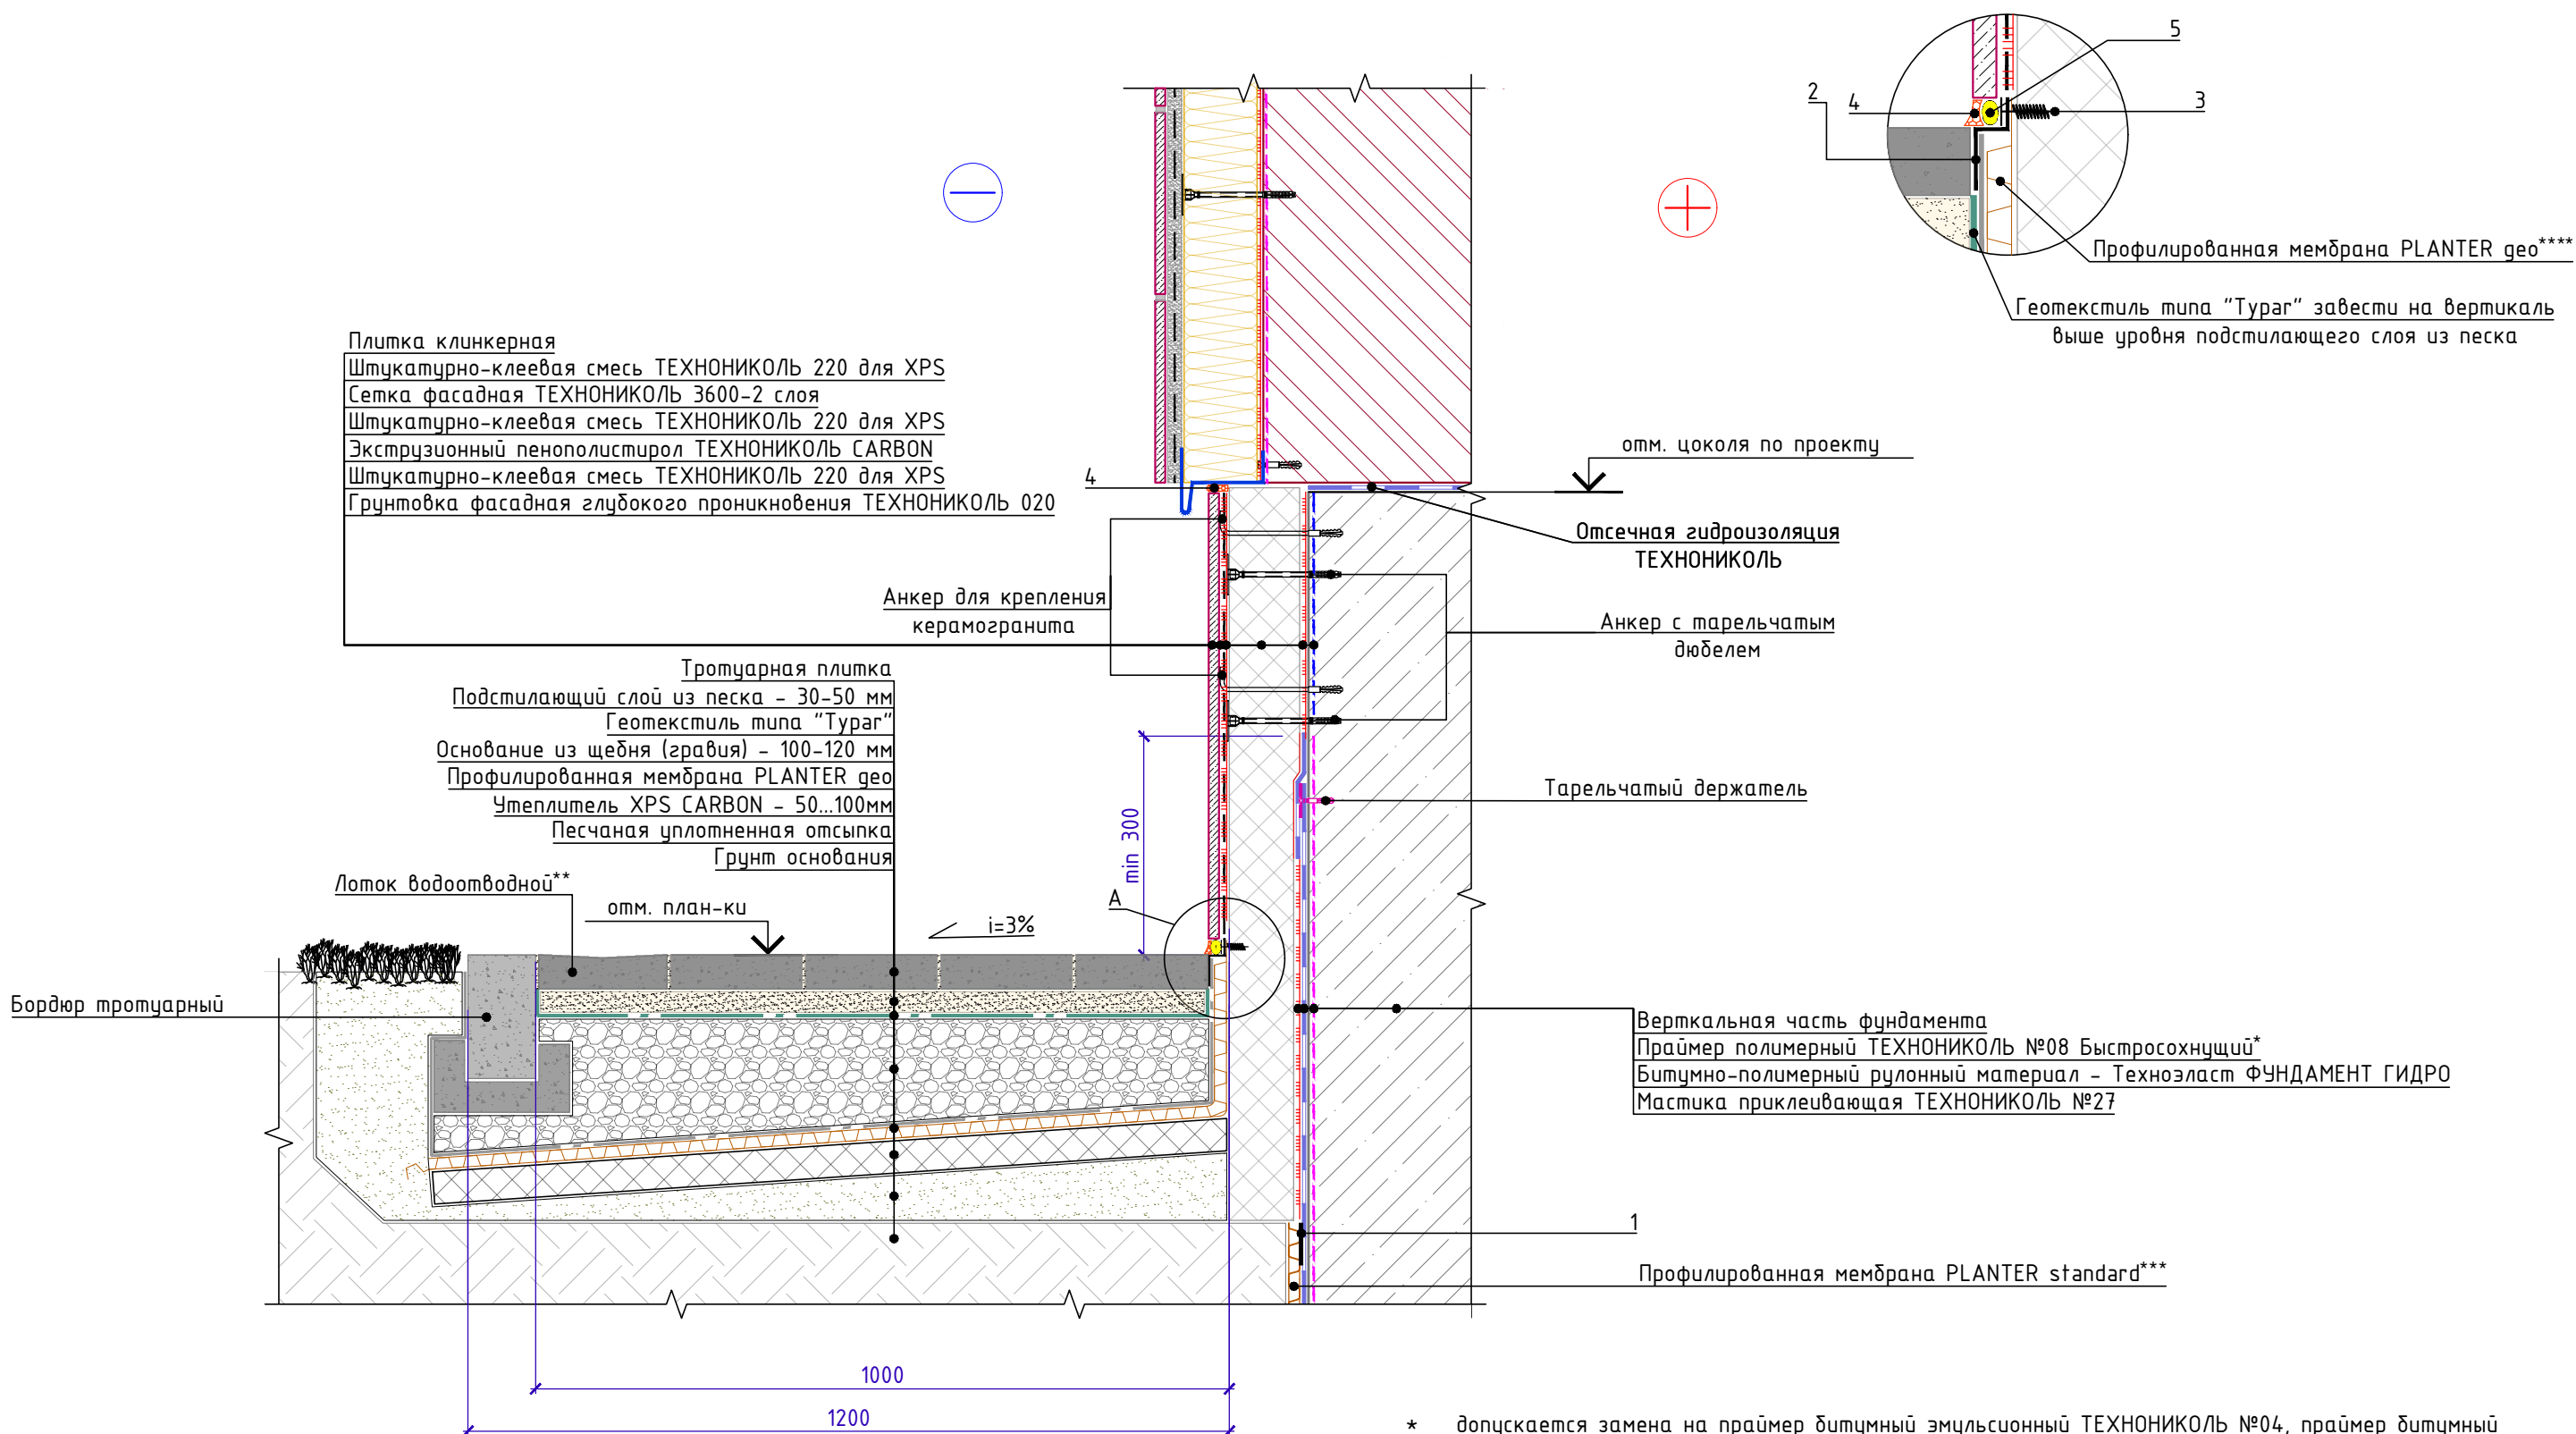 5
2
4
3
Профилированная мембрана PLANTER geo****
Геотекстиль типа "Typar" завести на вертикаль
выше уровня подстилающего слоя из песка
Плитка клинкерная
Штукатурно-клеевая смесь ТЕХНОНИКОЛЬ 220 для XPS
Сетка фасадная ТЕХНОНИКОЛЬ 3600-2 слоя
Штукатурно-клеевая смесь ТЕХНОНИКОЛЬ 220 для XPS
Экструзионный пенополистирол ТЕХНОНИКОЛЬ CARBON
Штукатурно-клеевая смесь ТЕХНОНИКОЛЬ 220 для XPS
Грунтовка фасадная глубокого проникновения ТЕХНОНИКОЛЬ 020
4
отм. цоколя по проекту
Отсечная гидроизоляция
ТЕХНОНИКОЛЬ
Анкер для крепления
керамогранита
Анкер с тарельчатым
дюбелем
Тротуарная плитка
Подстилающий слой из песка - 30-50 мм
Геотекстиль типа "Typar"
Основание из щебня (гравия) - 100-120 мм
Профилированная мембрана PLANTER geo
Утеплитель XPS CARBON - 50...100мм
Песчаная уплотненная отсыпка
Грунт основания
Тарельчатый держатель
min 300
Лоток водоотводной**
отм. план-ки
i=3%
А
Бордюр тротуарный
Верткальная часть фундамента
Праймер полимерный ТЕХНОНИКОЛЬ №08 Быстросохнущий*
Битумно-полимерный рулонный материал - Техноэласт ФУНДАМЕНТ ГИДРО
Мастика приклеивающая ТЕХНОНИКОЛЬ №27
1
Профилированная мембрана PLANTER standard***
1000
1200
* допускается замена на праймер битумный эмульсионный ТЕХНОНИКОЛЬ №04, праймер битумный